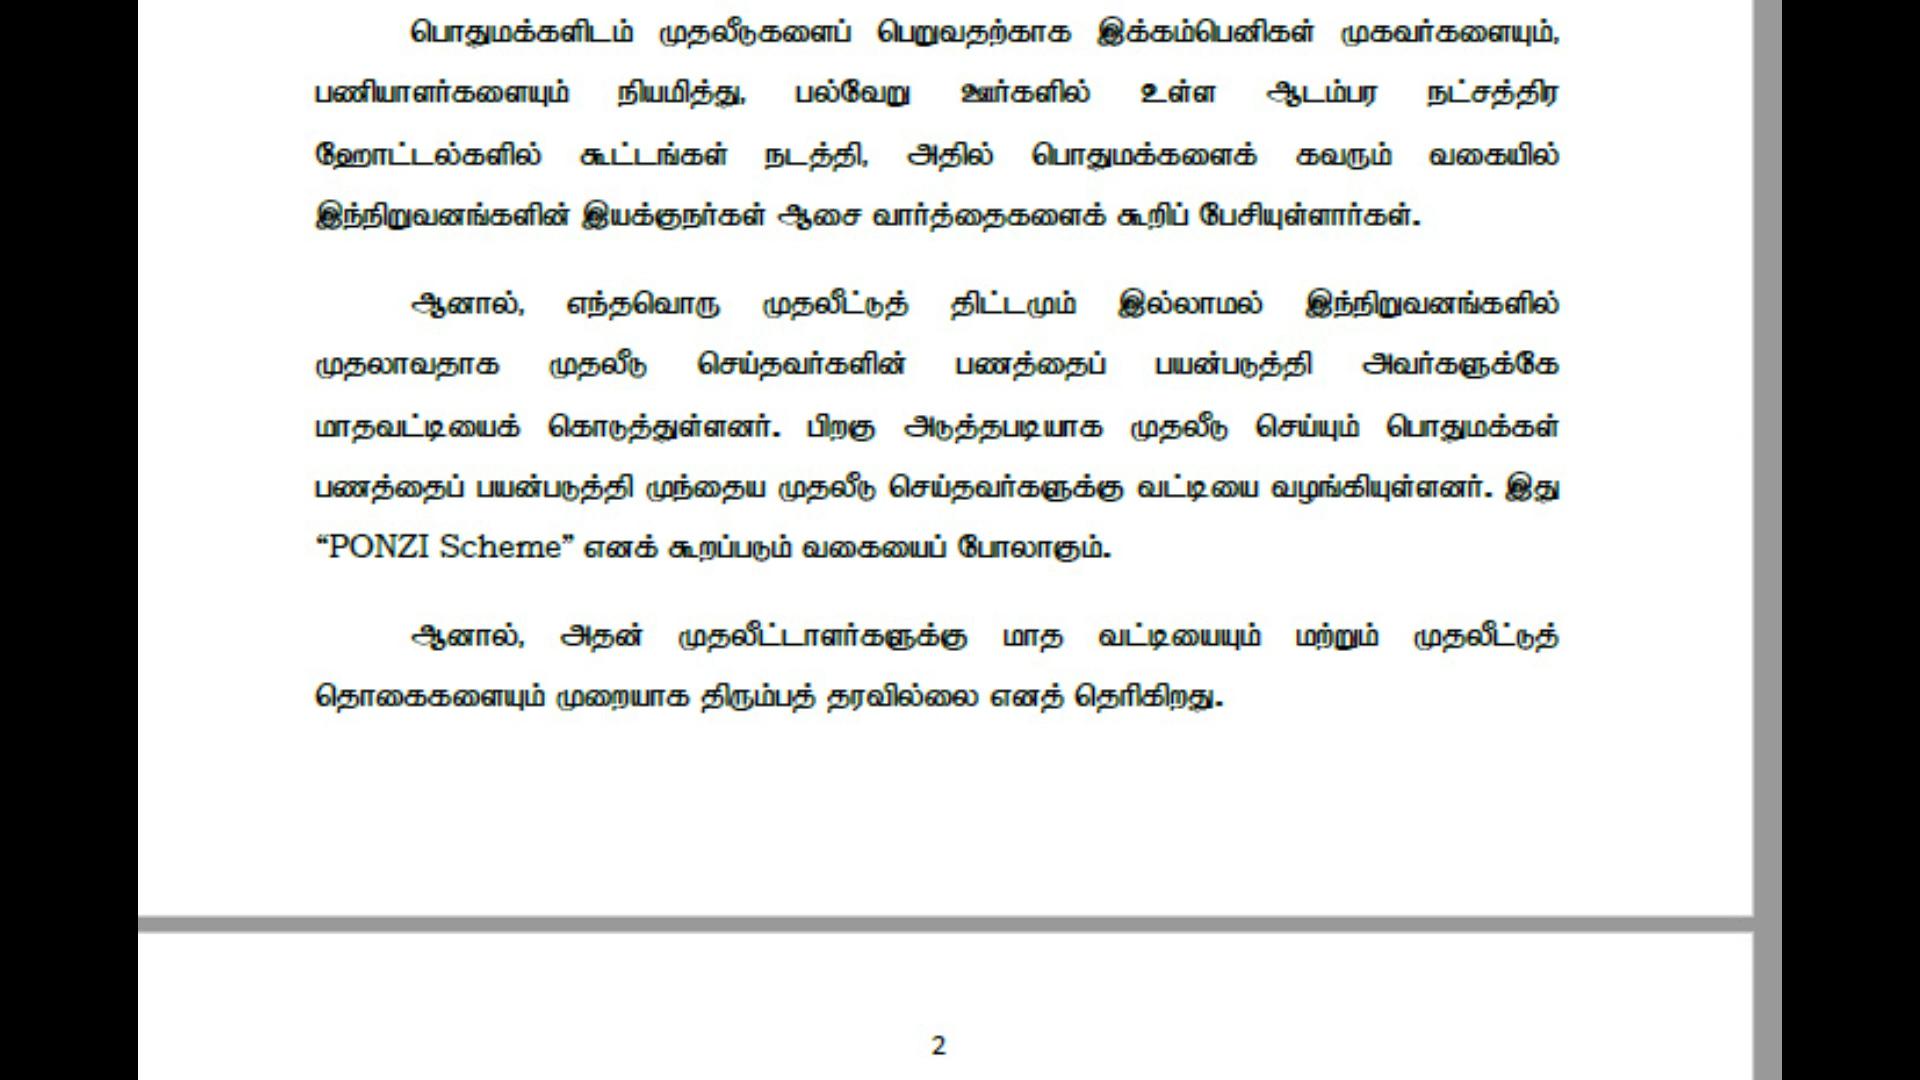 பொதுமக்களிடம் முதலீடுகளைப் பெறுவதற்காக இக்கம்பெனிகள் முகவர்களையும்,
பணியாளர்களையும் நியமித்து, பல்வேறு ஊர்களில் உள்ள ஆடம்பர நட்சத்திர
ஹோட்டல்களில் கூட்டங்கள் நடத்தி, அதில் பொதுமக்களைக் கவரும் வகையில்
இந்நிறுவனங்களின் இயக்குநர்கள் ஆசை வார்த்தைகளைக் கூறிப் பேசியுள்ளார்கள்.
ஆனால், எந்தவொரு முதலீட்டுத் திட்டமும் இல்லாமல் இந்நிறுவனங்களில்
முதலாவதாக முதலீடு செய்தவர்களின் பணத்தைப் பயன்படுத்தி அவர்களுக்கே
மாதவட்டியைக் கொடுத்துள்ளனர். பிறகு அடுத்தபடியாக முதலீடு செய்யும் பொதுமக்கள்
பணத்தைப் பயன்படுத்தி முந்தைய முதலீடு செய்தவர்களுக்கு வட்டியை வழங்கியுள்ளனர். இது
“PONZI Scheme” எனக் கூறப்படும் வகையைப் போலாகும்.
ஆனால், அதன் முதலீட்டாளர்களுக்கு மாத வட்டியையும் மற்றும் முதலீட்டுத்
தொகைகளையும் முறையாக திரும்பத் தரவில்லை எனத் தெரிகிறது.
2